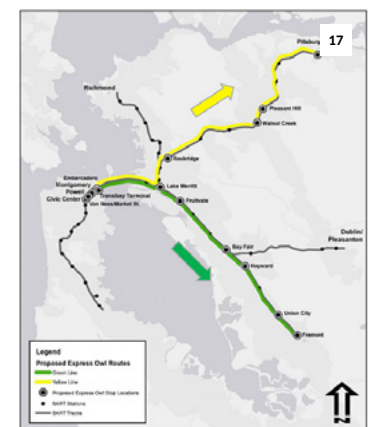 17
Pittsburg
Richmond
Pleasant Hill
Walnut Creek
Rockridge
Embarcadero
Montgomery
Powell
Civic Center
Transbay Terminal
Van Ness/Market St.
Lake Merritt
Fruitvale
Dublin/
Pleasanton
Bay Fair
Hayward
Union City
Fremont
Legend
Proposed Express Owl Routes
Green Line
Yellow Line
Proposed Express Owl Stop Locations
BART Stations
BART Tracks
N